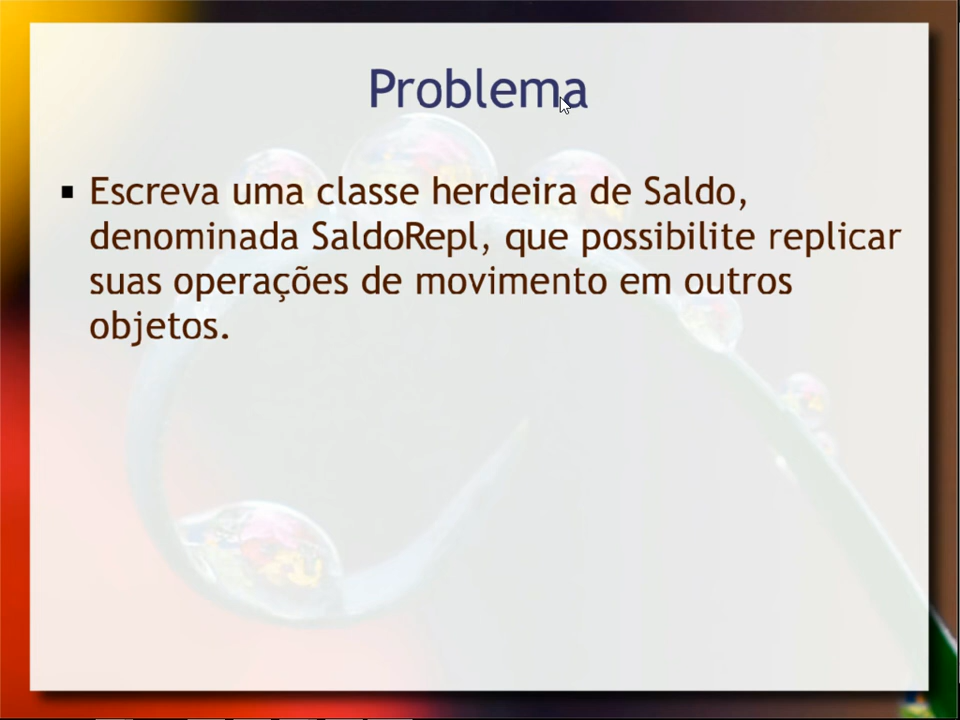 Problema
Escreva uma classe herdeira de Saldo,
denominada SaldoRepl, que possibilite replicar
suas operações de movimento em outros
objetos.